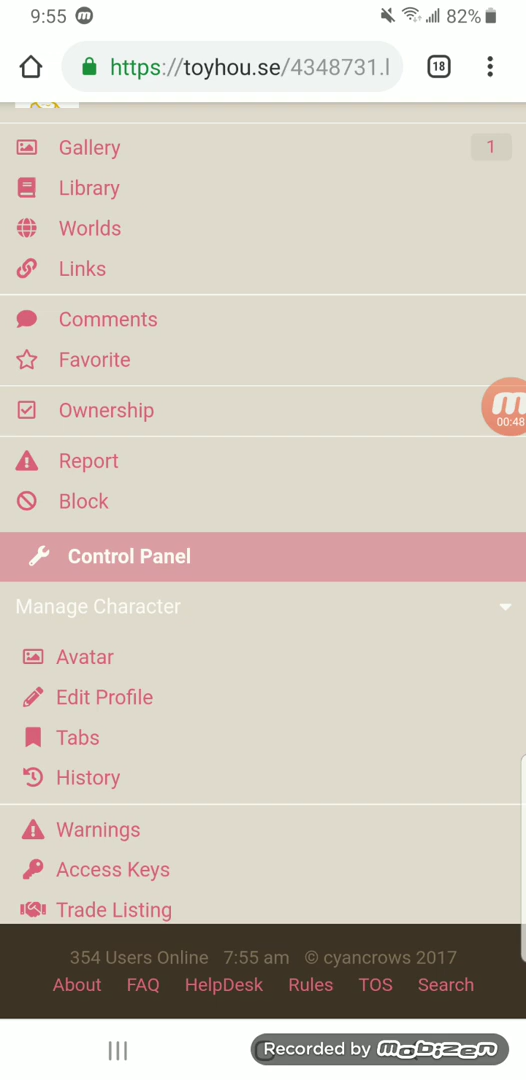 9:55 82%
https://toyhou.se/4348731.l 18
Gallery 1
Library
Worlds
Links
Comments
Favorite
Ownership
00:48
Report
Block
Control Panel
Manage Character
Avatar
Edit Profile
Tabs
History
Warnings
Access Keys
Trade Listing
354 Users Online 7:55 am © cyancrows 2017
About FAQ HelpDesk Rules TOS Search
Recorded by mobizen